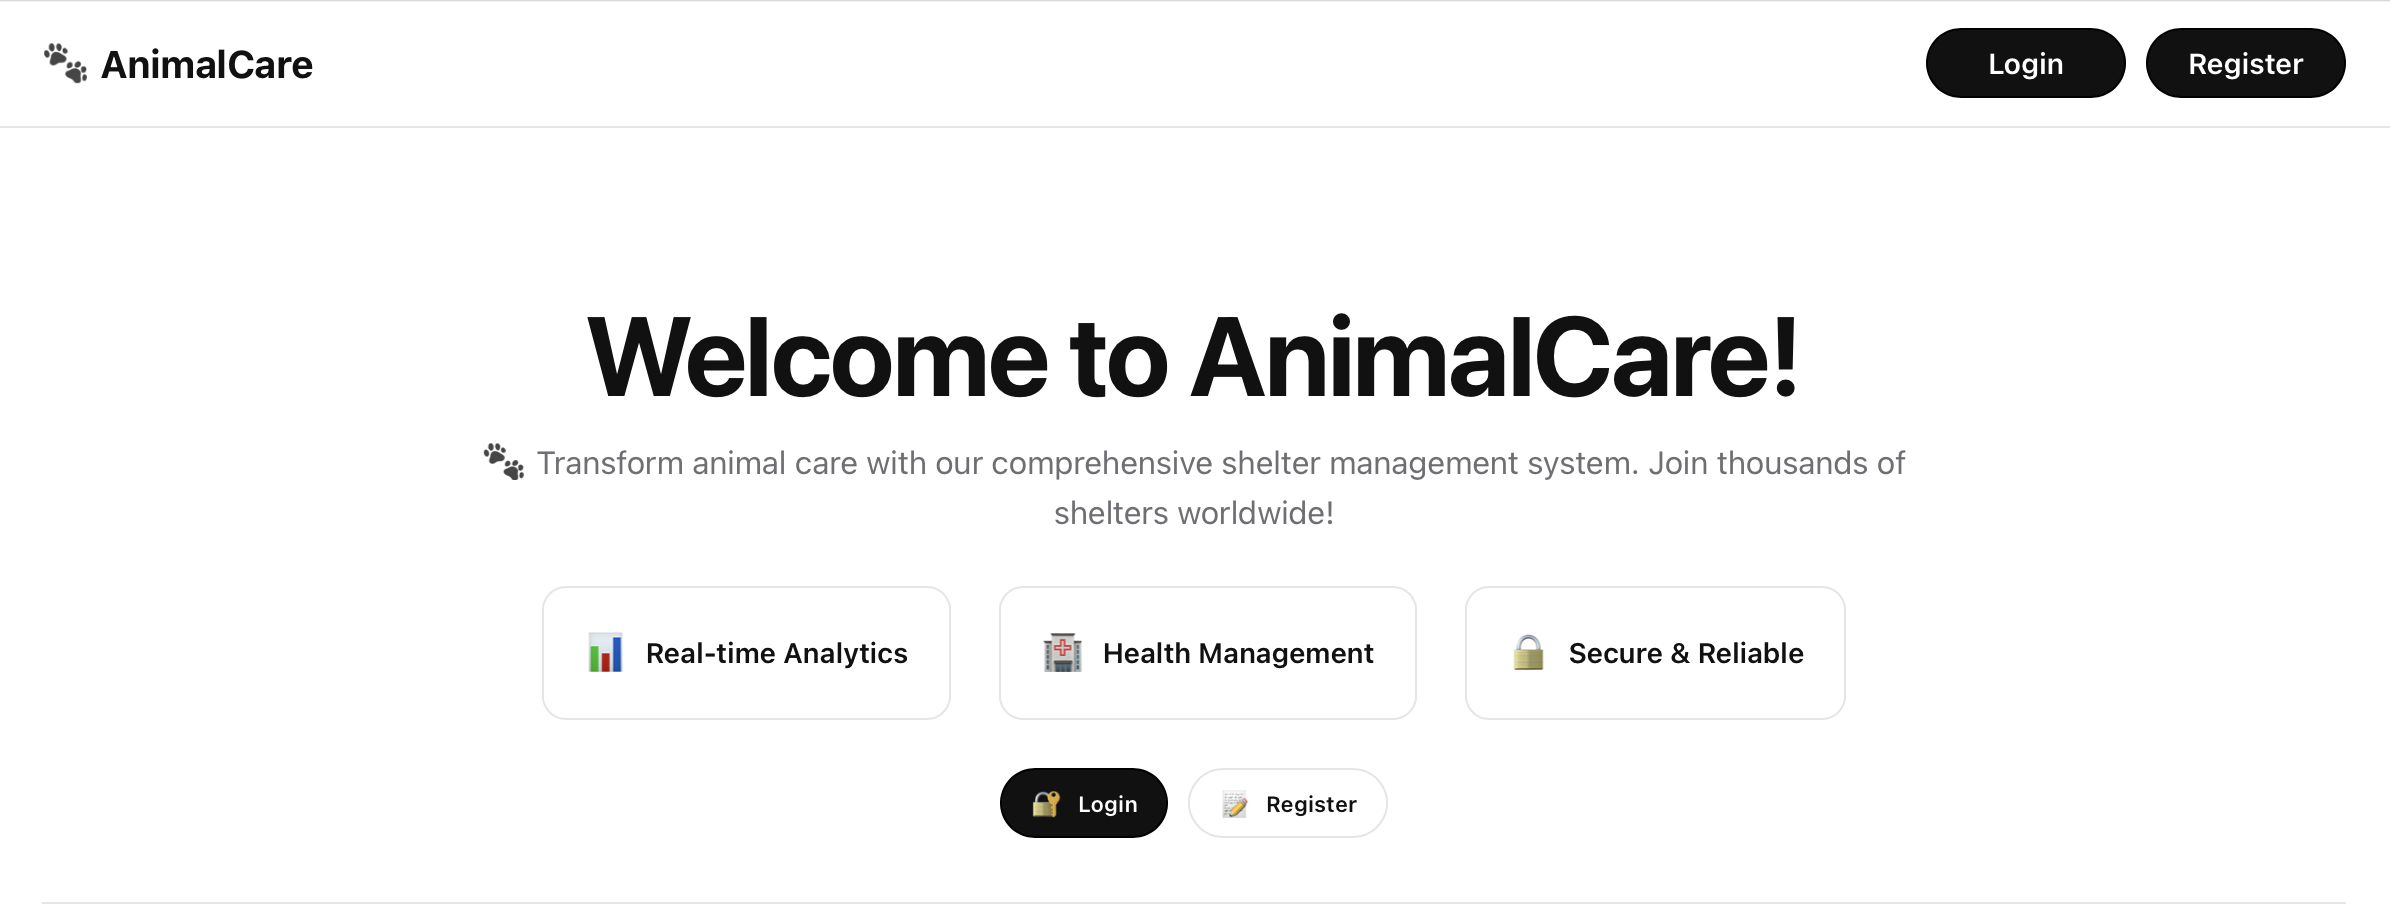 AnimalCare
Login
Register
Welcome to AnimalCare!
Transform animal care with our comprehensive shelter management system. Join thousands of
shelters worldwide!
Real-time Analytics
Health Management
Secure & Reliable
Login
Register